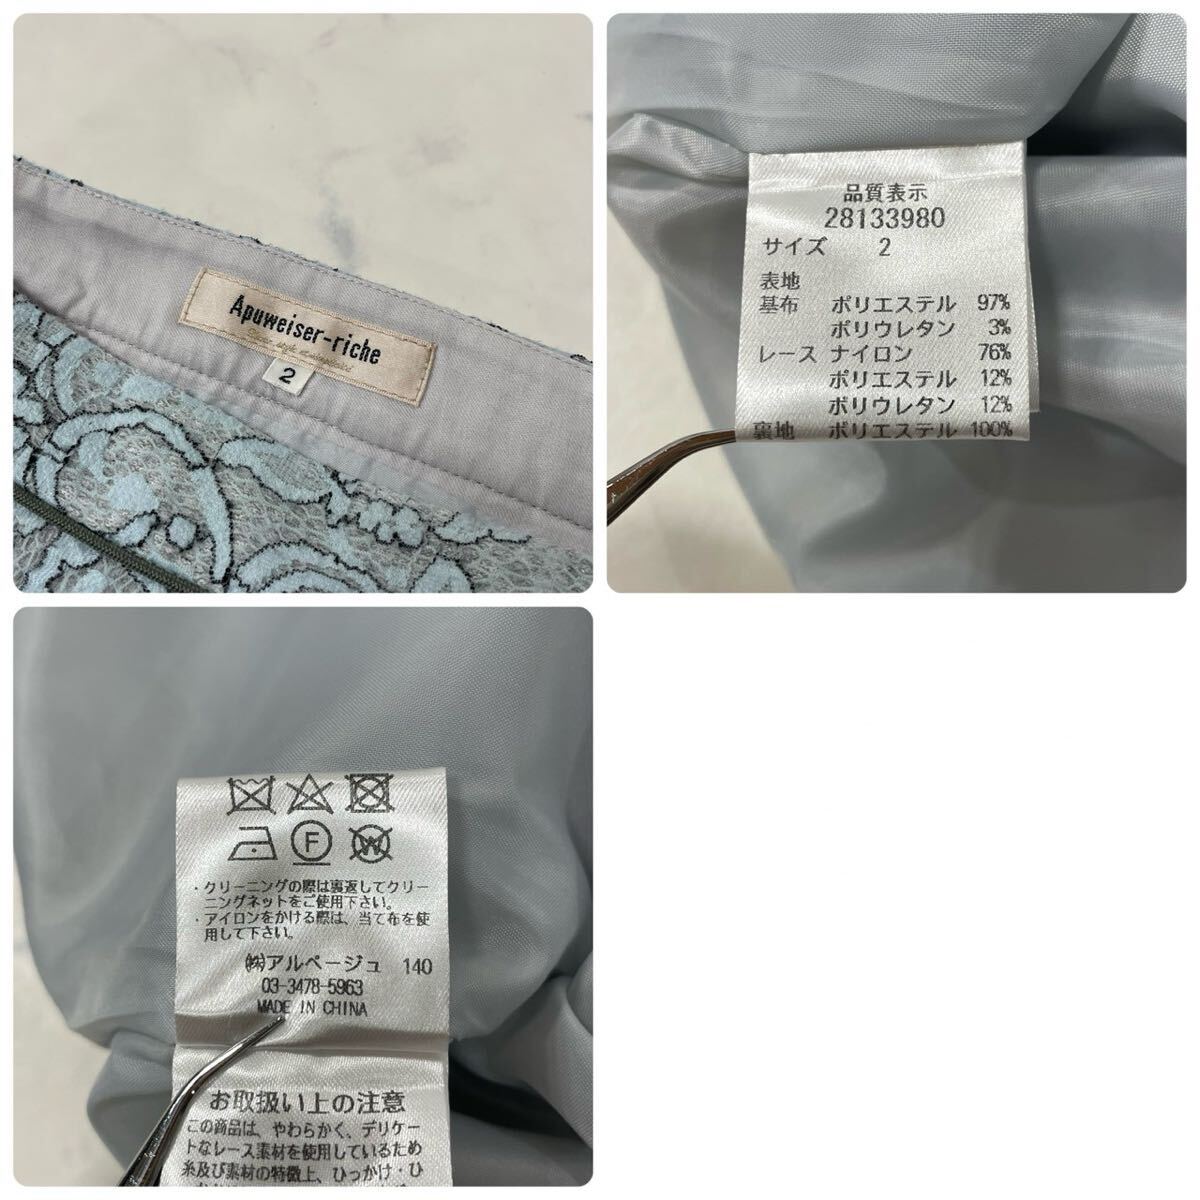 Apuweiser-riche
2
品質表示
28133980
サイズ 2
表地
基布 ポリエステル 97%
ポリウレタン 3%
レース ナイロン 76%
ポリエステル 12%
ポリウレタン 12%
裏地 ポリエステル 100%
F
W
・クリーニングの際は裏返してクリー
ニングネットをご使用下さい。
・アイロンをかける際は、当て布を使
用して下さい。
㈱アルページュ 140
03-3478-5963
MADE IN CHINA
お取扱い上の注意
この商品は、やわらかく、デリケー
トなレース素材を使用しているため
糸及び素材の特徴上、ひっかけ・ひ